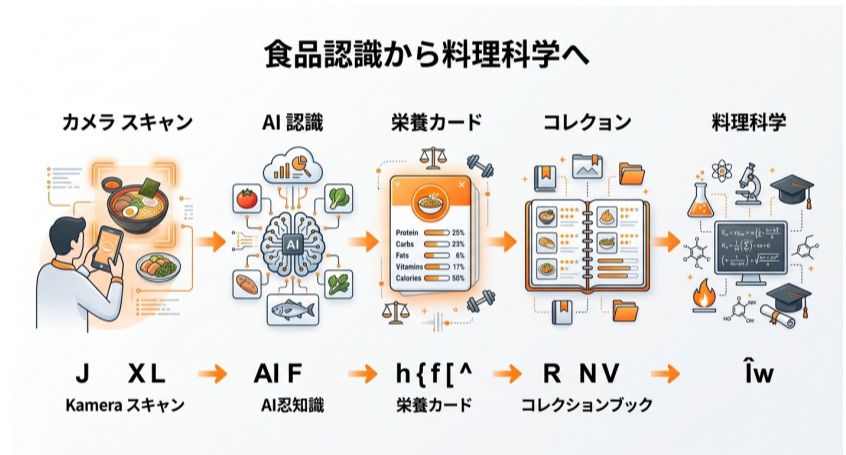 食品認識から料理科学へ
カメラ スキャン
AI 認識
栄養カード
コレクョン
料理科学
AI
Protein 25%
Carbs 23%
Fats 6%
Vitamins 17%
Calories 50%
J XL
AI F
h{f[^
R NV
Îw
Kamera スキャン
AI忍知識
栄養カード
コレクションブック